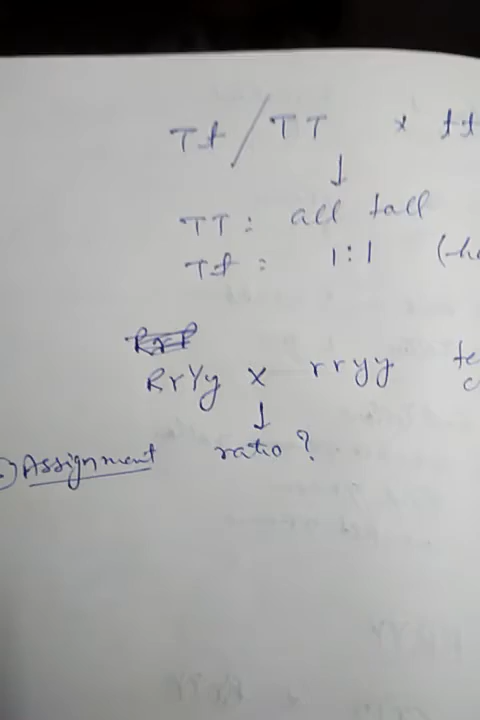 Tt / TT × tt
↓
TT : all tall
Tt : 1:1
RrYy × rryy
↓
Assignment ratio ?